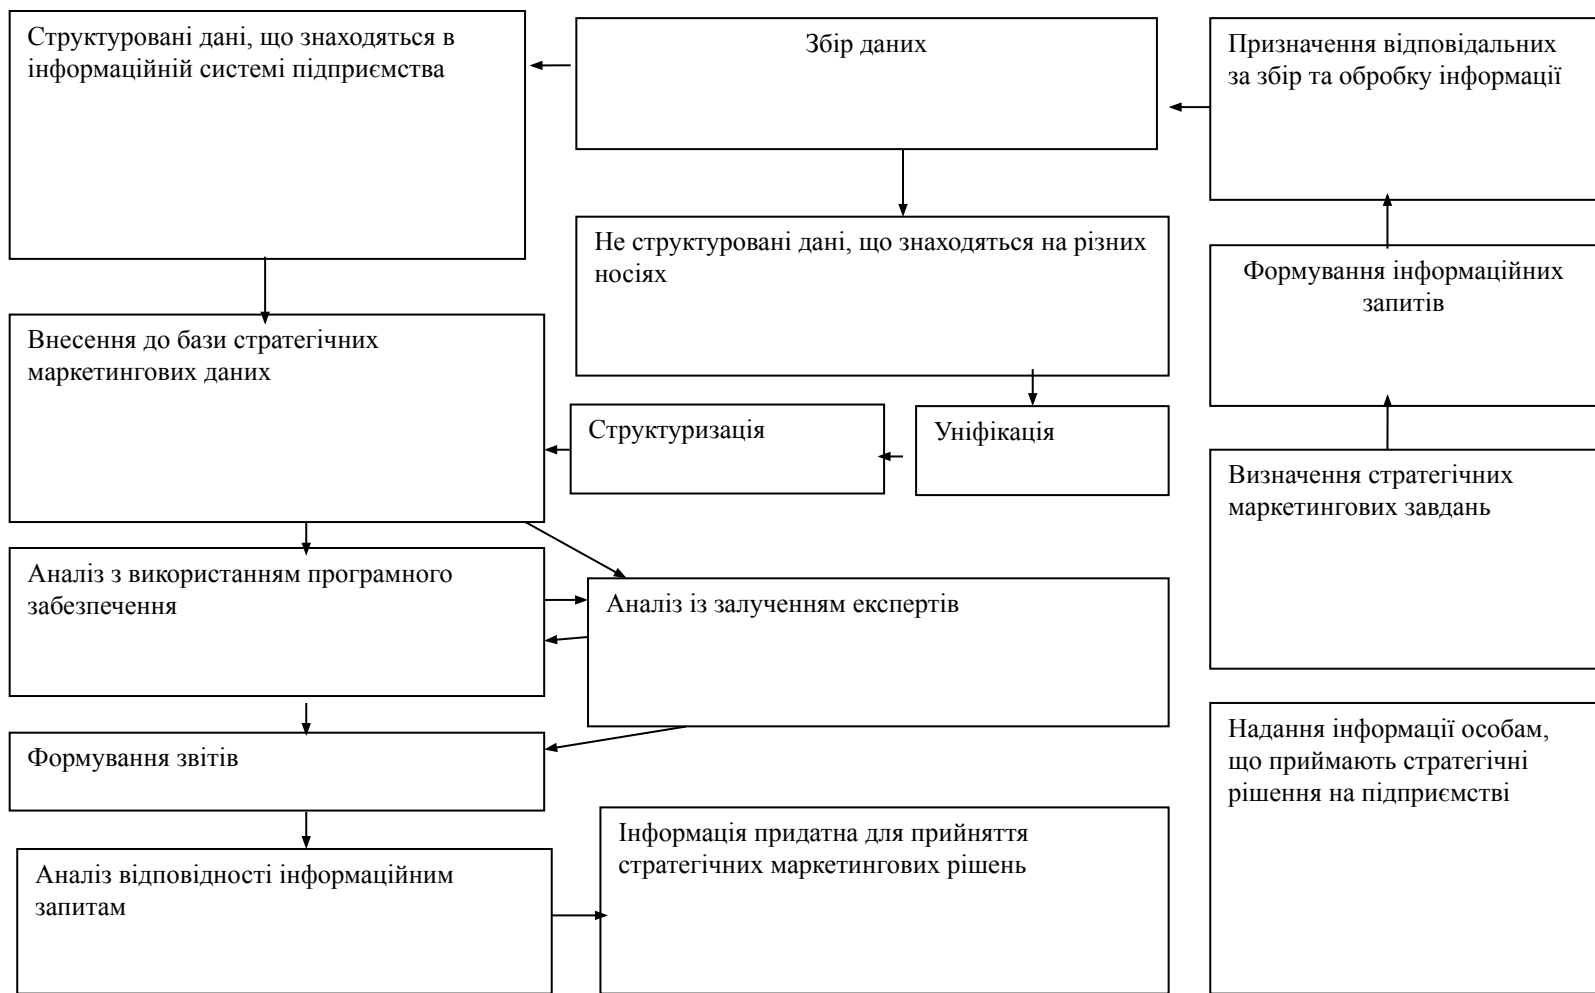 Структуровані дані, що знаходяться в
інформаційній системі підприємства
Збір даних
Призначення відповідальних
за збір та обробку інформації
Не структуровані дані, що знаходяться на різних
носіях
Формування інформаційних
запитів
Внесення до бази стратегічних
маркетингових даних
Структуризація
Уніфікація
Визначення стратегічних
маркетингових завдань
Аналіз з використанням програмного
забезпечення
Аналіз із залученням експертів
Формування звітів
Надання інформації особам,
що приймають стратегічні
рішення на підприємстві
Інформація придатна для прийняття
стратегічних маркетингових рішень
Аналіз відповідності інформаційним
запитам